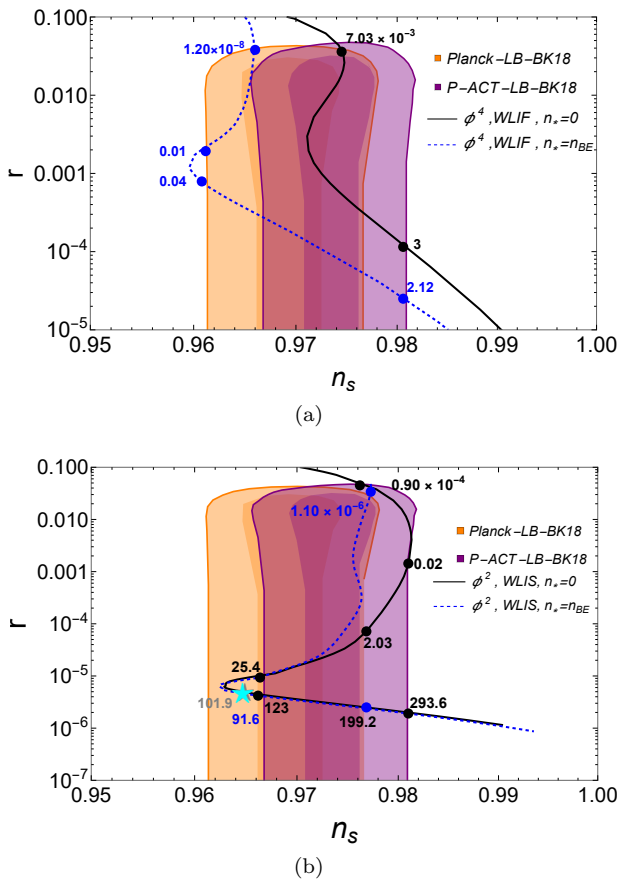 0.100
0.010
0.001
10⁻⁴
10⁻⁵
r
1.20×10⁻⁸
7.03 × 10⁻³
0.01
0.04
3
2.12
Planck-LB-BK18
P-ACT-LB-BK18
ϕ⁴ ,WLIF , n*=0
ϕ⁴ ,WLIF , n*=nBE
0.95 0.96 0.97 0.98 0.99 1.00
nₛ
(a)
0.100
0.010
0.001
10⁻⁴
10⁻⁵
10⁻⁶
10⁻⁷
r
0.90 × 10⁻⁴
1.10 × 10⁻⁶
0.02
2.03
25.4
101.9
91.6
123
199.2
293.6
Planck-LB-BK18
P-ACT-LB-BK18
ϕ² , WLIS, n*=0
ϕ² , WLIS, n*=nBE
0.95 0.96 0.97 0.98 0.99 1.00
nₛ
(b)